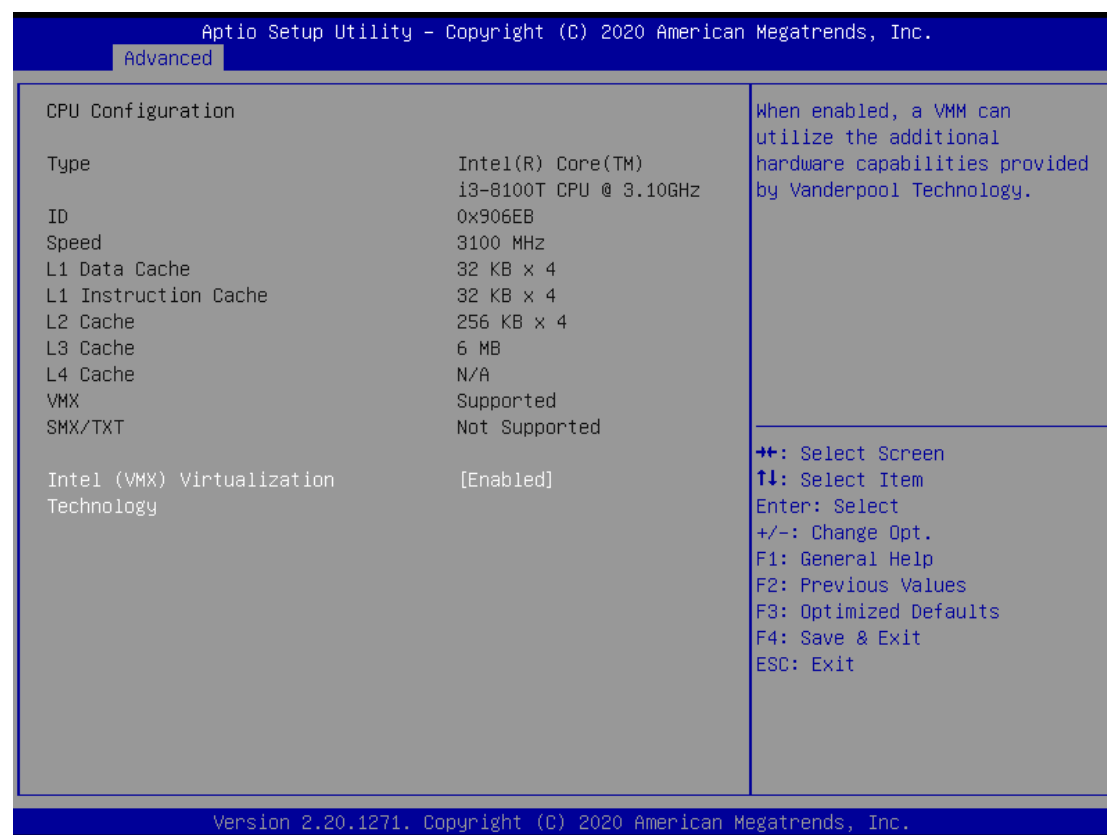 Aptio Setup Utility – Copyright (C) 2020 American Megatrends, Inc.
Advanced
CPU Configuration
Type Intel(R) Core(TM)
i3-8100T CPU @ 3.10GHz
ID 0x906EB
Speed 3100 MHz
L1 Data Cache 32 KB x 4
L1 Instruction Cache 32 KB x 4
L2 Cache 256 KB x 4
L3 Cache 6 MB
L4 Cache N/A
VMX Supported
SMX/TXT Not Supported
Intel (VMX) Virtualization [Enabled]
Technology
When enabled, a VMM can
utilize the additional
hardware capabilities provided
by Vanderpool Technology.
→←: Select Screen
↑↓: Select Item
Enter: Select
+/-: Change Opt.
F1: General Help
F2: Previous Values
F3: Optimized Defaults
F4: Save & Exit
ESC: Exit
Version 2.20.1271. Copyright (C) 2020 American Megatrends, Inc.